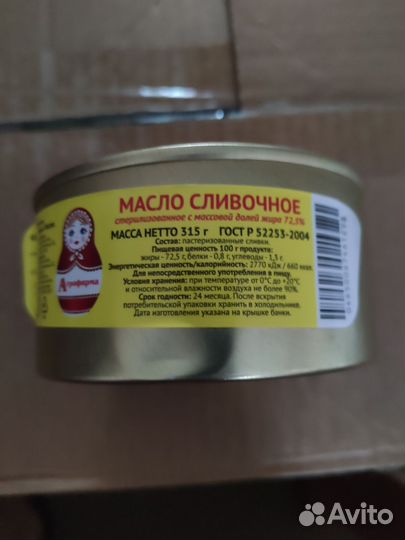 МАСЛО СЛИВОЧНОЕ
стерилизованное с массовой долей жира 72,5%
МАССА НЕТТО 315 г ГОСТ Р 52253-2004
Состав: пастеризованные сливки.
Пищевая ценность 100 г продукта:
жиры - 72,5 г, белки - 0,8 г, углеводы - 1,3 г.
Энергетическая ценность/калорийность: 2770 кДж / 660 ккал.
Для непосредственного употребления в пищу.
Условия хранения: при температуре от 0°С до +20°С
и относительной влажности воздуха не более 90%.
Срок годности: 24 месяца. После вскрытия
потребительской упаковки хранить в холодильнике.
Дата изготовления указана на крышке банки.
Агрофирма
Avito